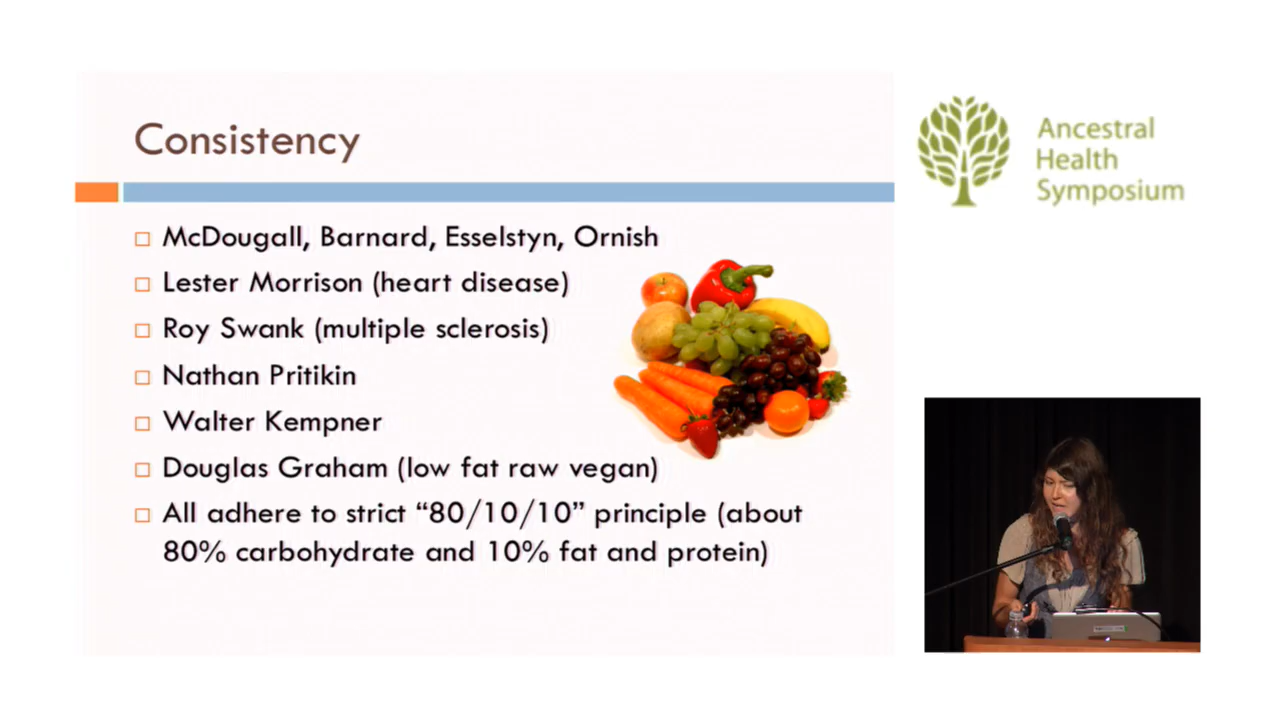 Consistency
McDougall, Barnard, Esselstyn, Ornish
Lester Morrison (heart disease)
Roy Swank (multiple sclerosis)
Nathan Pritikin
Walter Kempner
Douglas Graham (low fat raw vegan)
All adhere to strict “80/10/10” principle (about
80% carbohydrate and 10% fat and protein)
Ancestral
Health
Symposium